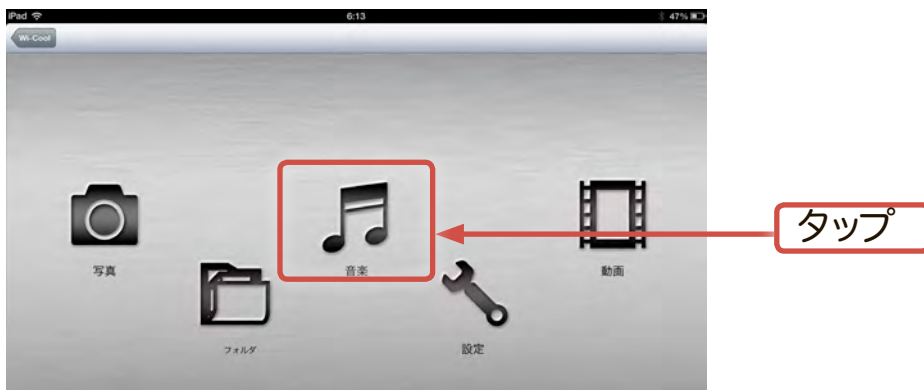 iPad 6:13 47%
Wi-Cool
写真
音楽
動画
フォルダ
設定
タップ